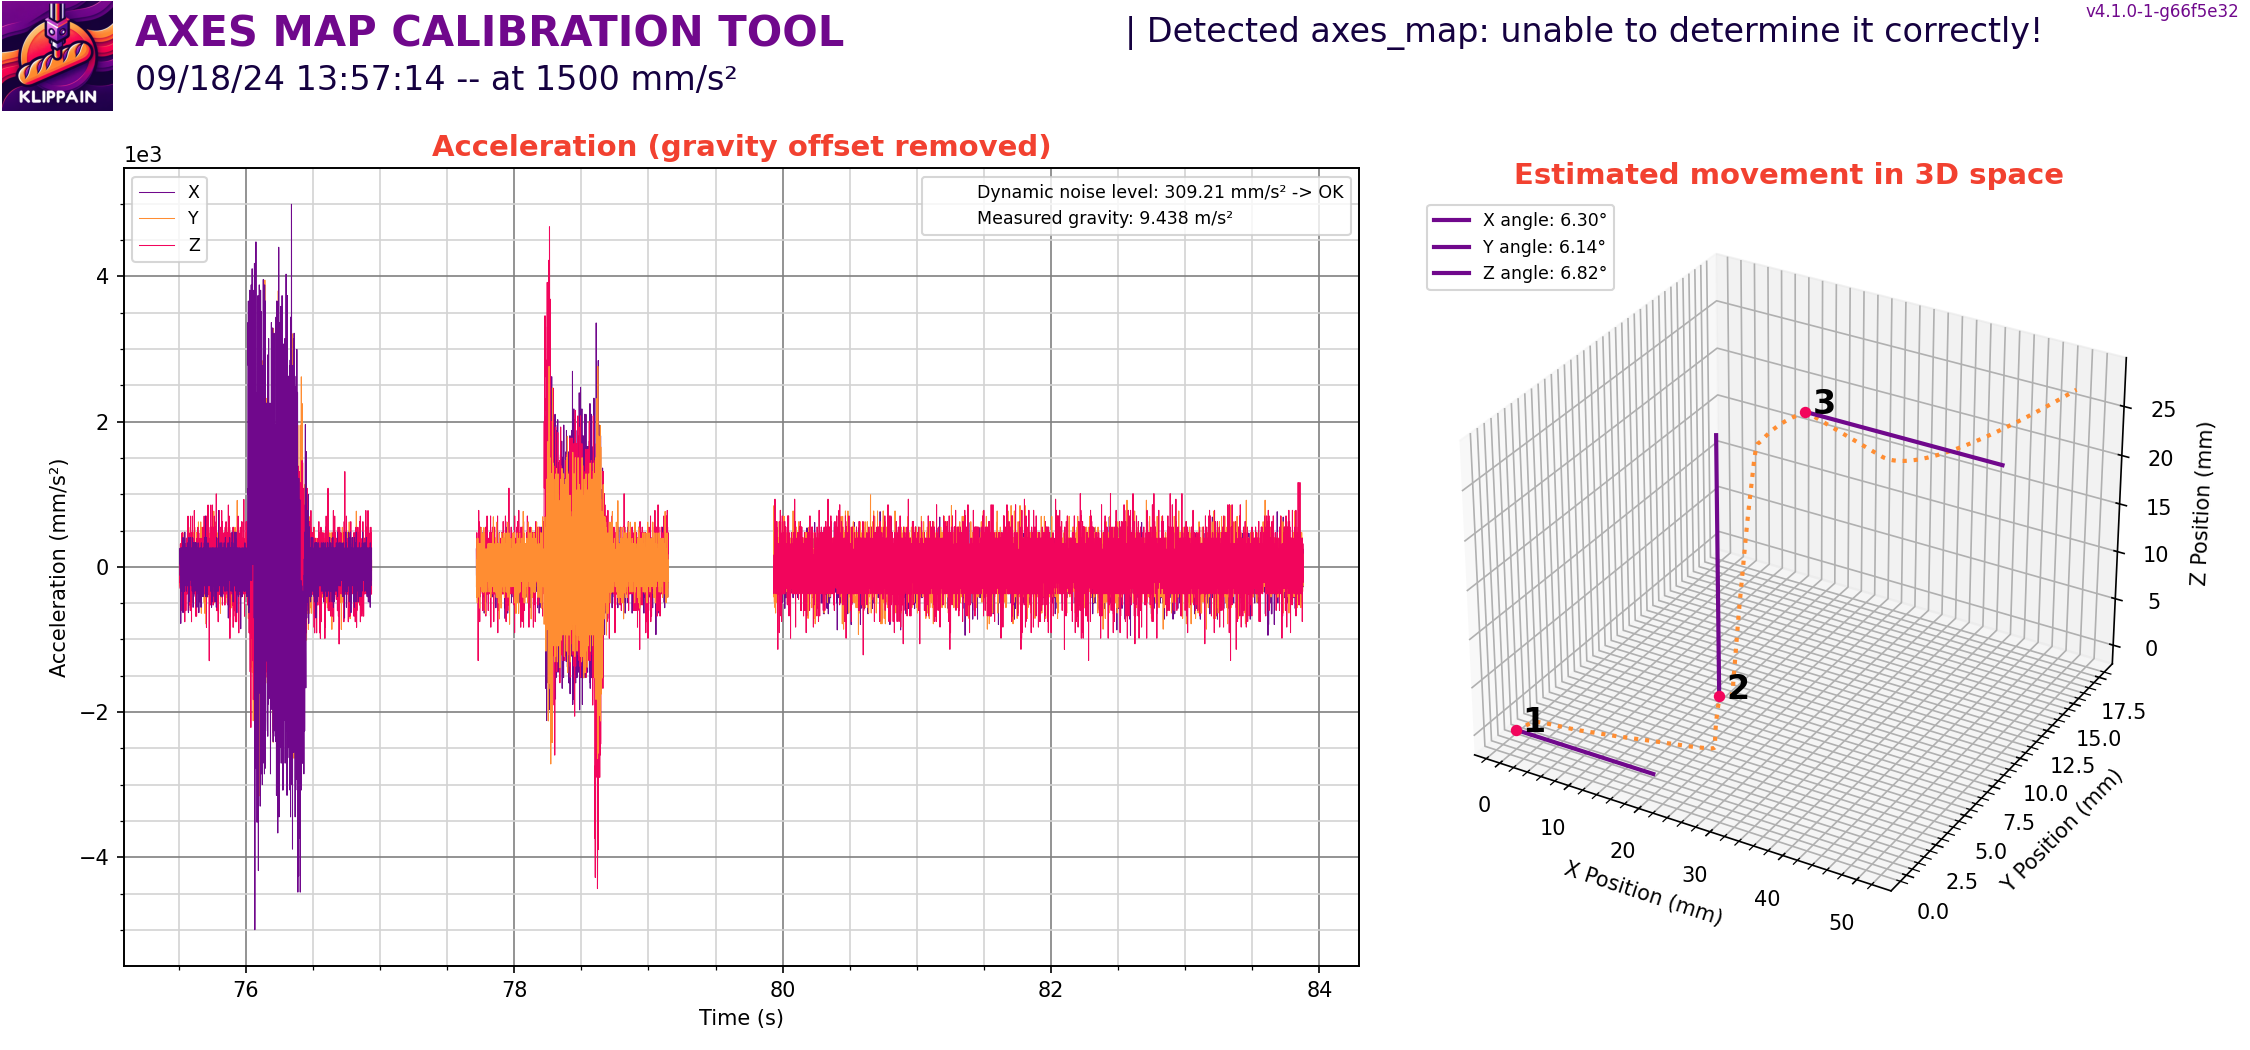 AXES MAP CALIBRATION TOOL
| Detected axes_map: unable to determine it correctly!
v4.1.0-1-g66f5e32
09/18/24 13:57:14 -- at 1500 mm/s²
KLIPPAIN
Acceleration (gravity offset removed)
1e3
X
Y
Z
Dynamic noise level: 309.21 mm/s² -> OK
Measured gravity: 9.438 m/s²
4
2
0
−2
−4
Acceleration (mm/s²)
76
78
80
82
84
Time (s)
Estimated movement in 3D space
X angle: 6.30°
Y angle: 6.14°
Z angle: 6.82°
1
2
3
0
10
20
30
40
50
X Position (mm)
0.0
2.5
5.0
7.5
10.0
12.5
15.0
17.5
Y Position (mm)
0
5
10
15
20
25
Z Position (mm)